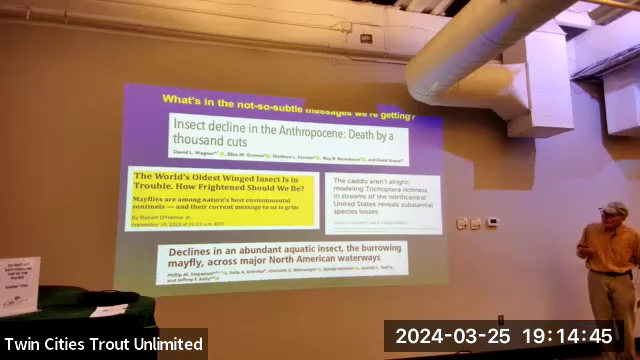 What's in the not-so-subtle messages we're getting?
Insect decline in the Anthropocene: Death by a
thousand cuts
The World's Oldest Winged Insect Is in
Trouble. How Frightened Should We Be?
Mayflies are among nature's best environmental
sentinels — and their current message to us is grim
The caddis aren't alright:
modeling Trichoptera richness
in streams of the northcentral
United States reveals substantial
species losses
Declines in an abundant aquatic insect, the burrowing
mayfly, across major North American waterways
Twin Cities Trout Unlimited
2024-03-25 19:14:45